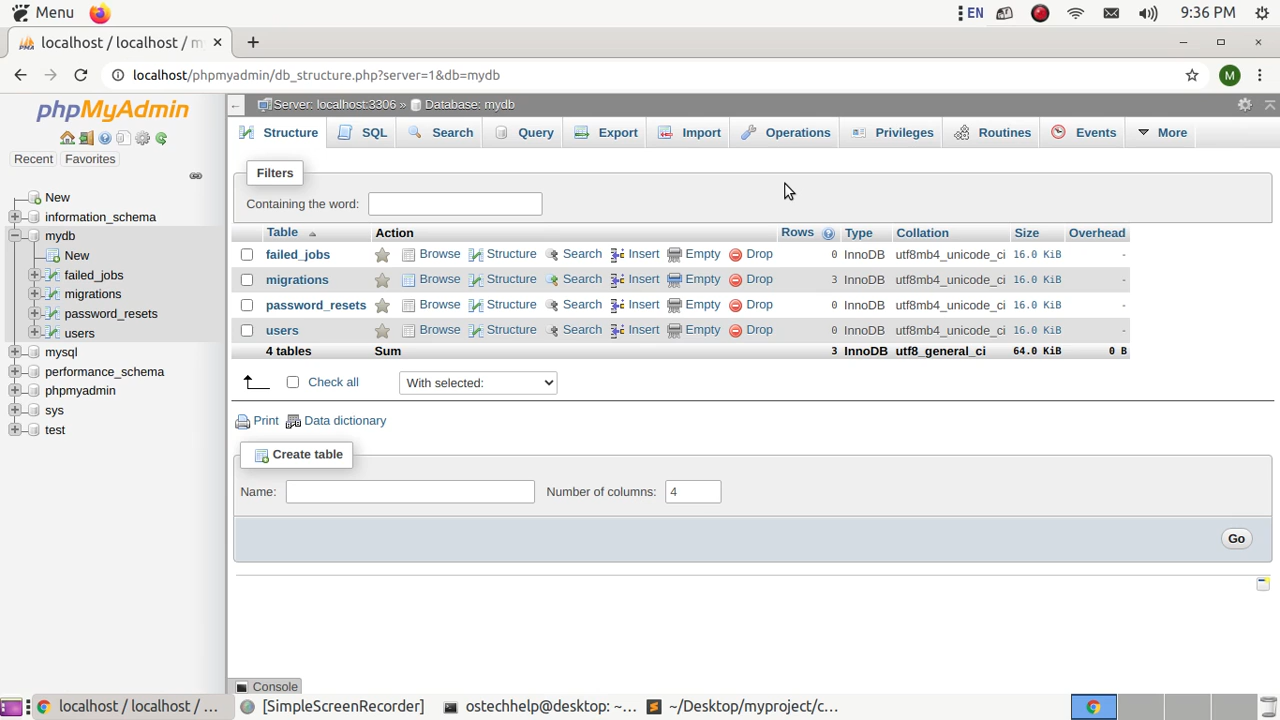 Menu EN 9:36 PM
localhost / localhost / my
localhost/phpmyadmin/db_structure.php?server=1&db=mydb M
phpMyAdmin
Recent Favorites
New
information_schema
mydb
New
failed_jobs
migrations
password_resets
users
mysql
performance_schema
phpmyadmin
sys
test
Server: localhost:3306 » Database: mydb
Structure SQL Search Query Export Import Operations Privileges Routines Events More
Filters
Containing the word:
Table Action Rows Type Collation Size Overhead
failed_jobs Browse Structure Search Insert Empty Drop 0 InnoDB utf8mb4_unicode_ci 16.0 KiB -
migrations Browse Structure Search Insert Empty Drop 3 InnoDB utf8mb4_unicode_ci 16.0 KiB -
password_resets Browse Structure Search Insert Empty Drop 0 InnoDB utf8mb4_unicode_ci 16.0 KiB -
users Browse Structure Search Insert Empty Drop 0 InnoDB utf8mb4_unicode_ci 16.0 KiB -
4 tables Sum 3 InnoDB utf8_general_ci 64.0 KiB 0 B
Check all With selected:
Print Data dictionary
Create table
Name: Number of columns: 4
Go
Console
localhost / localhost / ... [SimpleScreenRecorder] ostechhelp@desktop: ~... ~/Desktop/myproject/c...